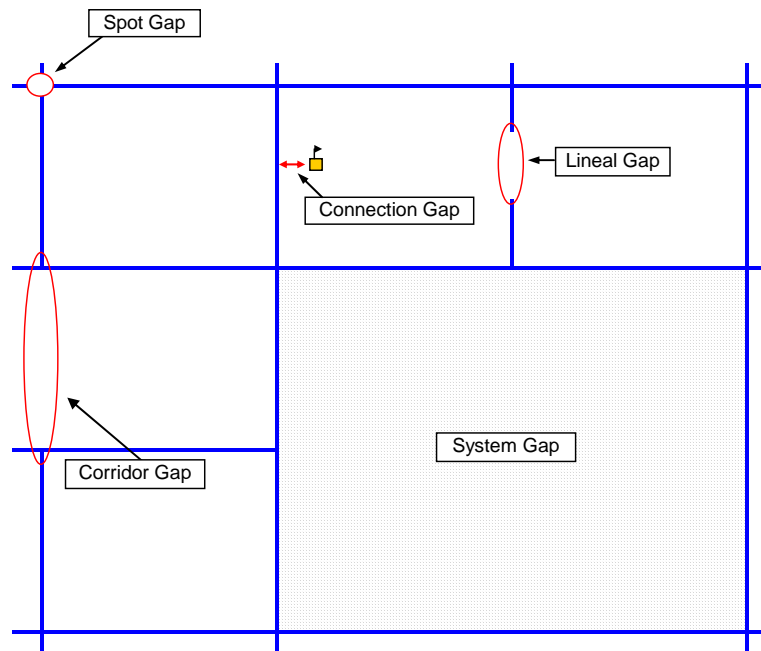 Spot Gap
Lineal Gap
Connection Gap
System Gap
Corridor Gap